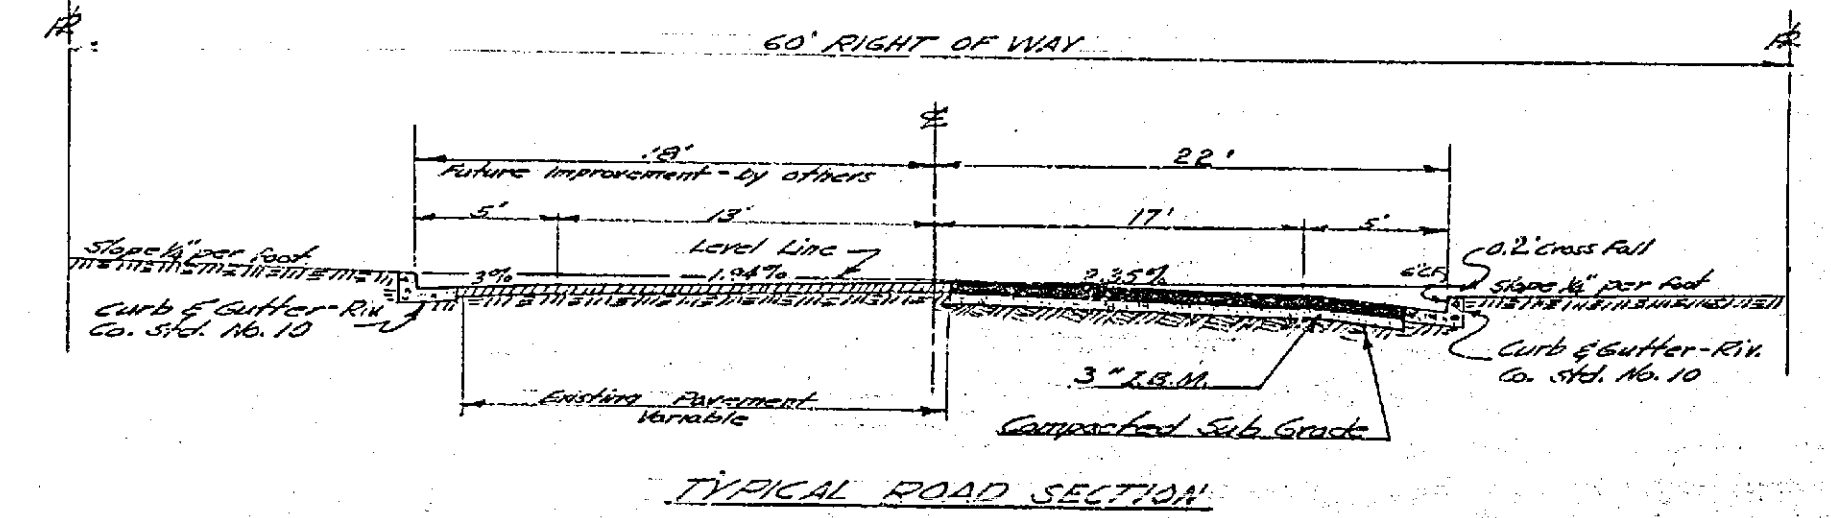 60' RIGHT OF WAY
18'
22'
Future Improvement - by others
5'
13'
17'
5'
Level Line
0.2' Cross Fall
Slope ¼" per foot
3%
1.94%
2.35%
6" C.F.
Slope ¼" per foot
Curb & Gutter - Riv.
Co. Std. No. 10
Curb & Gutter - Riv.
Co. Std. No. 10
3" I.B.M.
Existing Pavement
Variable
Compacted Sub Grade
TYPICAL ROAD SECTION